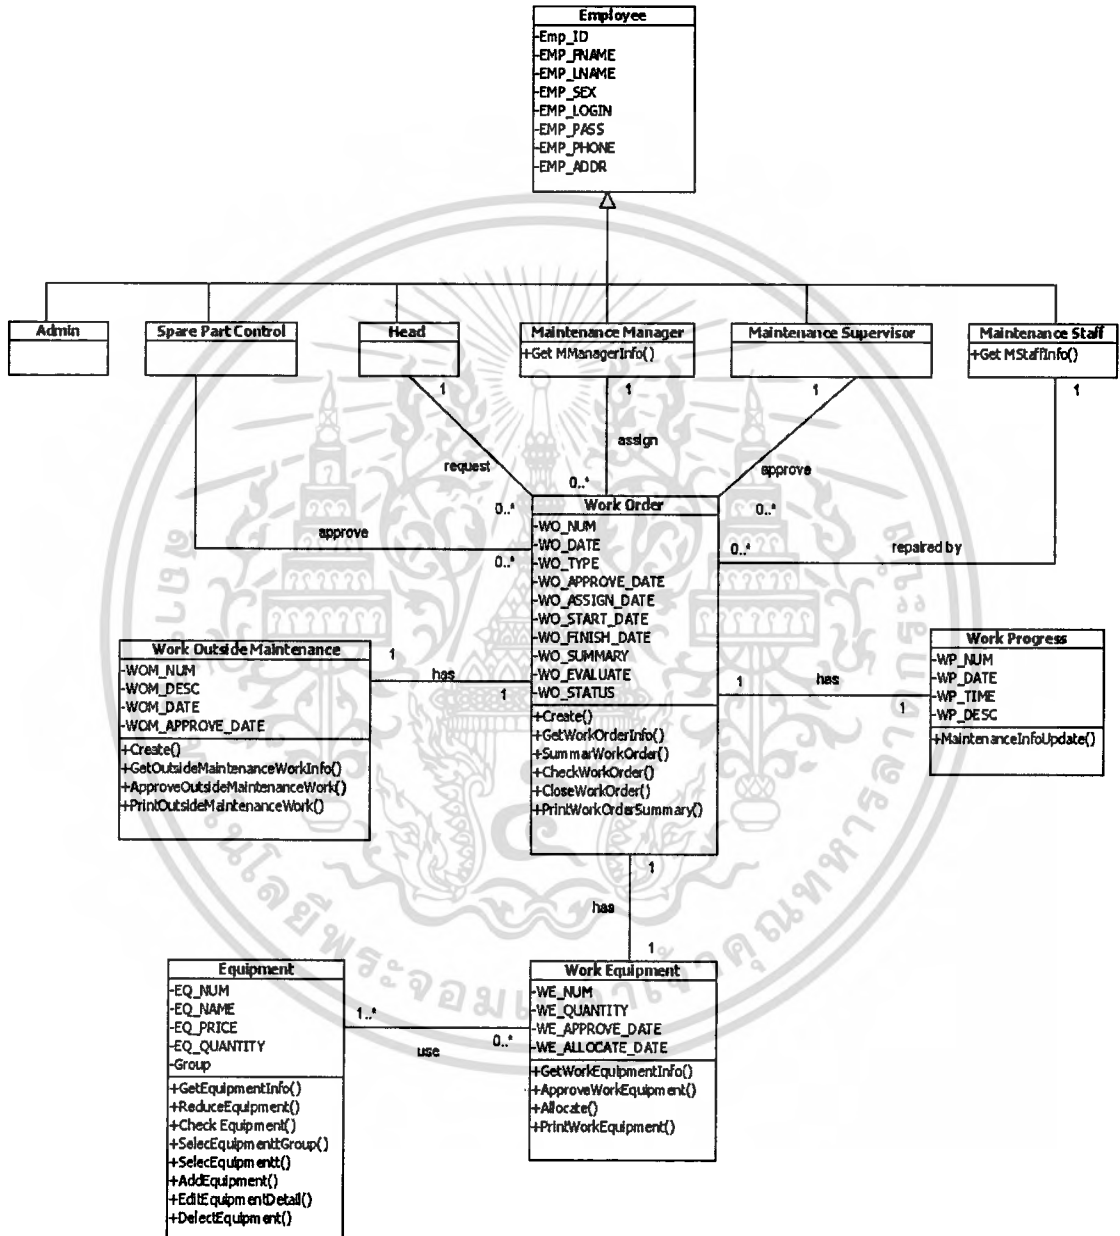 Employee
-Emp_ID
-EMP_FNAME
-EMP_LNAME
-EMP_SEX
-EMP_LOGIN
-EMP_PASS
-EMP_PHONE
-EMP_ADDR
Admin
Spare Part Control
Head
Maintenance Manager
+Get MManagerInfo()
Maintenance Supervisor
Maintenance Staff
+Get MStaffInfo()
1
1
1
1
request
assign
approve
0..*
0..*
0..*
approve
0..*
0..*
repaired by
Work Order
-WO_NUM
-WO_DATE
-WO_TYPE
-WO_APPROVE_DATE
-WO_ASSIGN_DATE
-WO_START_DATE
-WO_FINISH_DATE
-WO_SUMMARY
-WO_EVALUATE
-WO_STATUS
+Create()
+GetWorkOrderInfo()
+SummarWorkOrder()
+CheckWorkOrder()
+CloseWorkOrder()
+PrintWorkOrderSummary()
Work Outside Maintenance
-WOM_NUM
-WOM_DESC
-WOM_DATE
-WOM_APPROVE_DATE
+Create()
+GetOutsideMaintenanceWorkInfo()
+ApproveOutsideMaintenanceWork()
+PrintOutsideMaintenanceWork()
1
has
1
Work Progress
-WP_NUM
-WP_DATE
-WP_TIME
-WP_DESC
+MaintenanceInfoUpdate()
1
has
1
1
has
1
Equipment
-EQ_NUM
-EQ_NAME
-EQ_PRICE
-EQ_QUANTITY
-Group
+GetEquipmentInfo()
+ReduceEquipment()
+Check Equipment()
+SelecEquipmenttGroup()
+SelecEquipmentt()
+AddEquipment()
+EditEquipmentDetail()
+DelectEquipment()
1..*
use
0..*
Work Equipment
-WE_NUM
-WE_QUANTITY
-WE_APPROVE_DATE
-WE_ALLOCATE_DATE
+GetWorkEquipmentInfo()
+ApproveWorkEquipment()
+Allocate()
+PrintWorkEquipment()